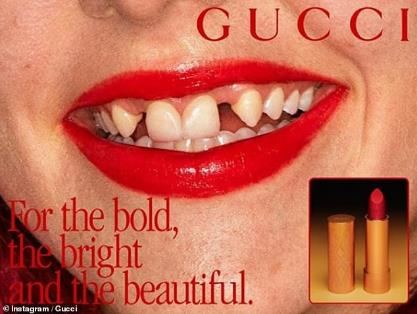 GUCCI
For the bold,
the bright
and the beautiful.
© Instagram / Gucci